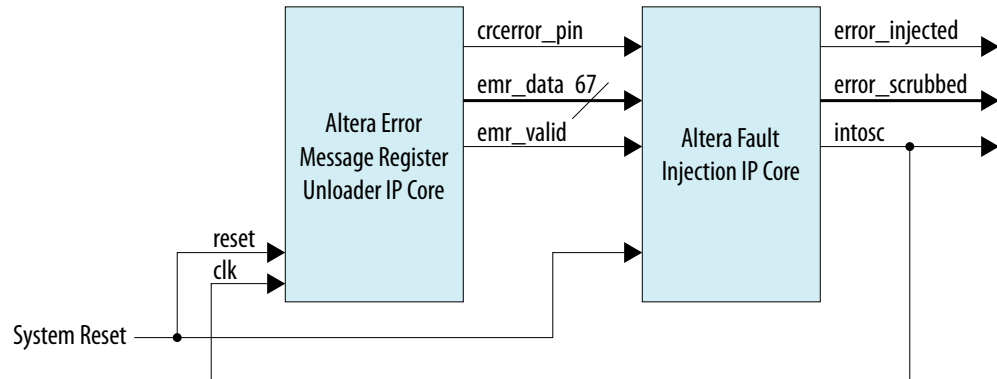 crcerror_pin
emr_data 67
emr_valid
Altera Error
Message Register
Unloader IP Core
reset
clk
System Reset
Altera Fault
Injection IP Core
error_injected
error_scrubbed
intosc